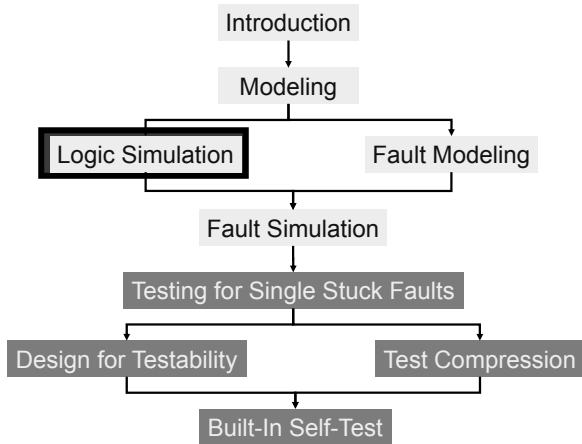 Introduction
Modeling
Logic Simulation
Fault Modeling
Fault Simulation
Testing for Single Stuck Faults
Design for Testability
Test Compression
Built-In Self-Test